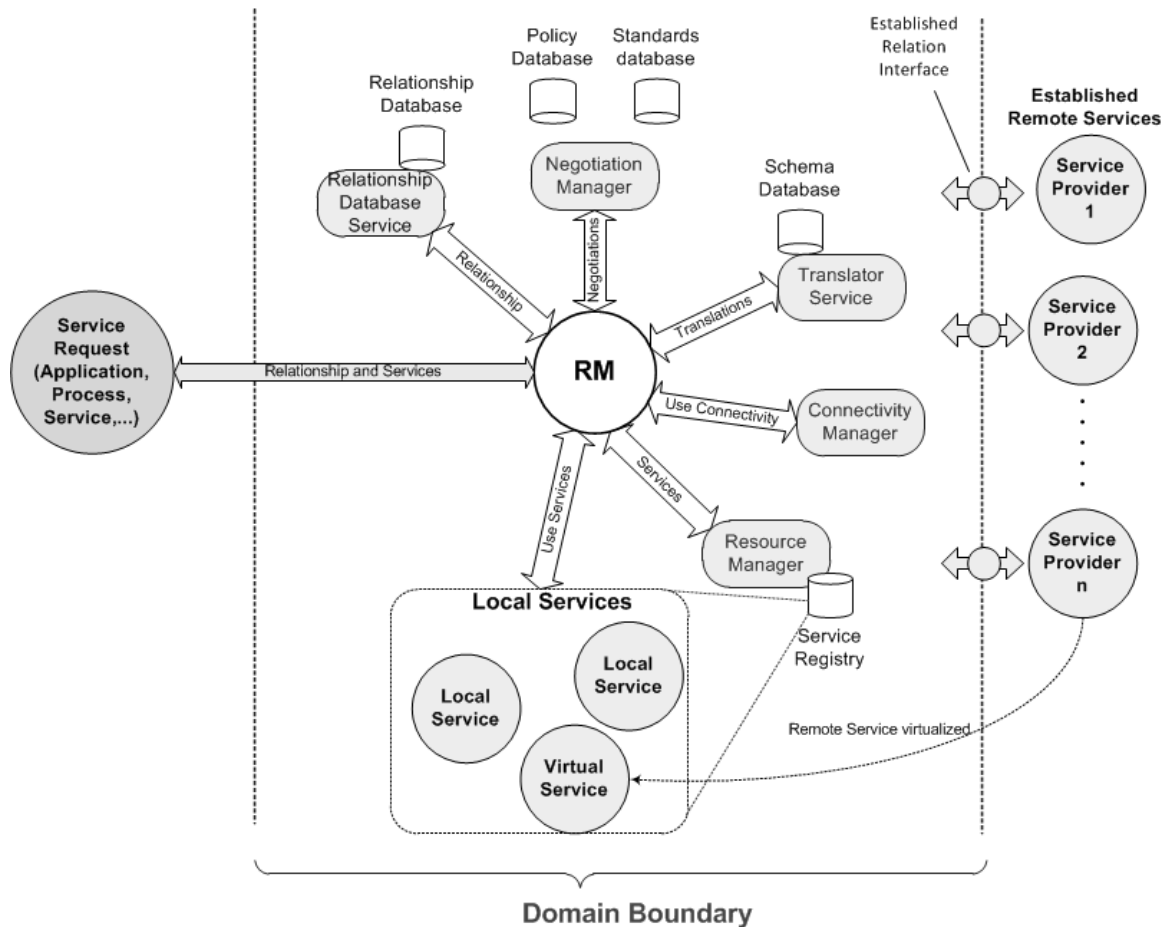 Policy
Database
Standards
database
Established
Relation
Interface
Relationship
Database
Established
Remote Services
Negotiation
Manager
Schema
Database
Service
Provider
1
Relationship
Database
Service
Relationship
Negotiations
Translations
Translator
Service
Service
Provider
2
Service
Request
(Application,
Process,
Service,...)
Relationship and Services
RM
Use Connectivity
Connectivity
Manager
Use Services
Services
Resource
Manager
Service
Provider
n
Local Services
Service
Registry
Local
Service
Local
Service
Virtual
Service
Remote Service virtualized
Domain Boundary